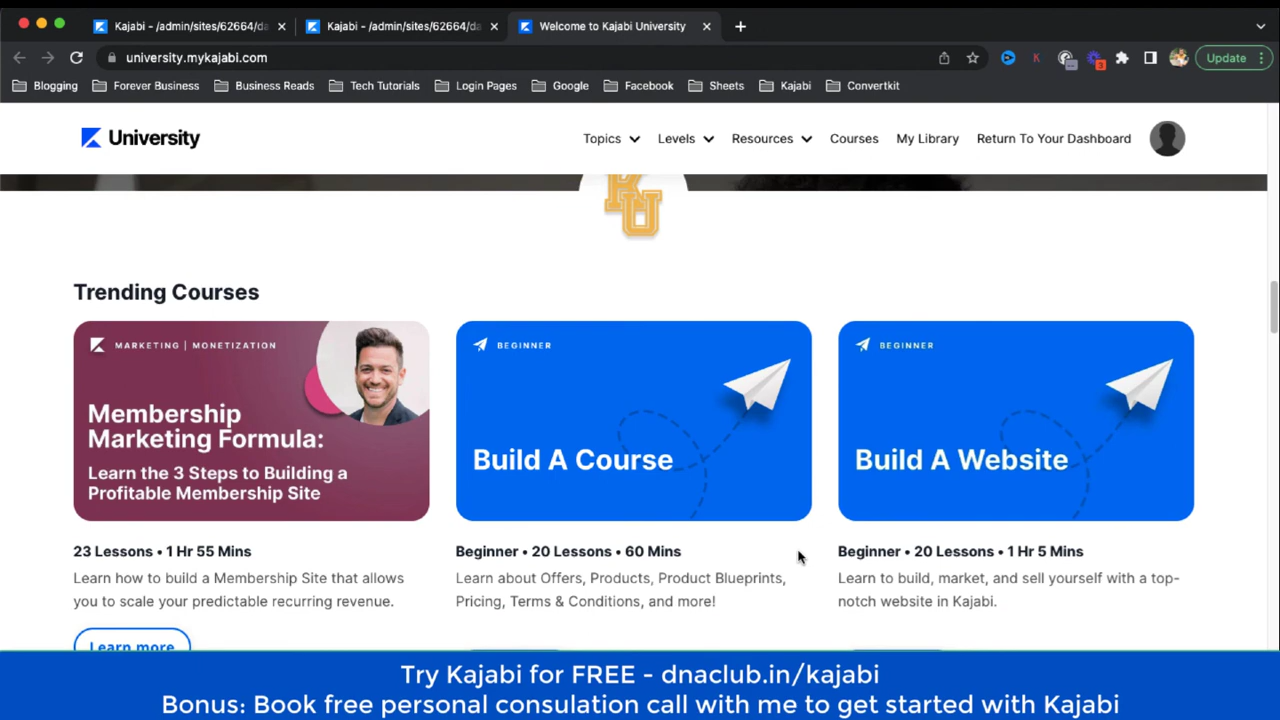 Kajabi - /admin/sites/62664/da
Kajabi - /admin/sites/62664/da
Welcome to Kajabi University
university.mykajabi.com
K
3
Update
Blogging
Forever Business
Business Reads
Tech Tutorials
Login Pages
Google
Facebook
Sheets
Kajabi
Convertkit
University
Topics
Levels
Resources
Courses
My Library
Return To Your Dashboard
KU
Trending Courses
MARKETING | MONETIZATION
Membership
Marketing Formula:
Learn the 3 Steps to Building a
Profitable Membership Site
23 Lessons • 1 Hr 55 Mins
Learn how to build a Membership Site that allows
you to scale your predictable recurring revenue.
Learn more
BEGINNER
Build A Course
Beginner • 20 Lessons • 60 Mins
Learn about Offers, Products, Product Blueprints,
Pricing, Terms & Conditions, and more!
BEGINNER
Build A Website
Beginner • 20 Lessons • 1 Hr 5 Mins
Learn to build, market, and sell yourself with a top-
notch website in Kajabi.
Try Kajabi for FREE - dnaclub.in/kajabi
Bonus: Book free personal consulation call with me to get started with Kajabi